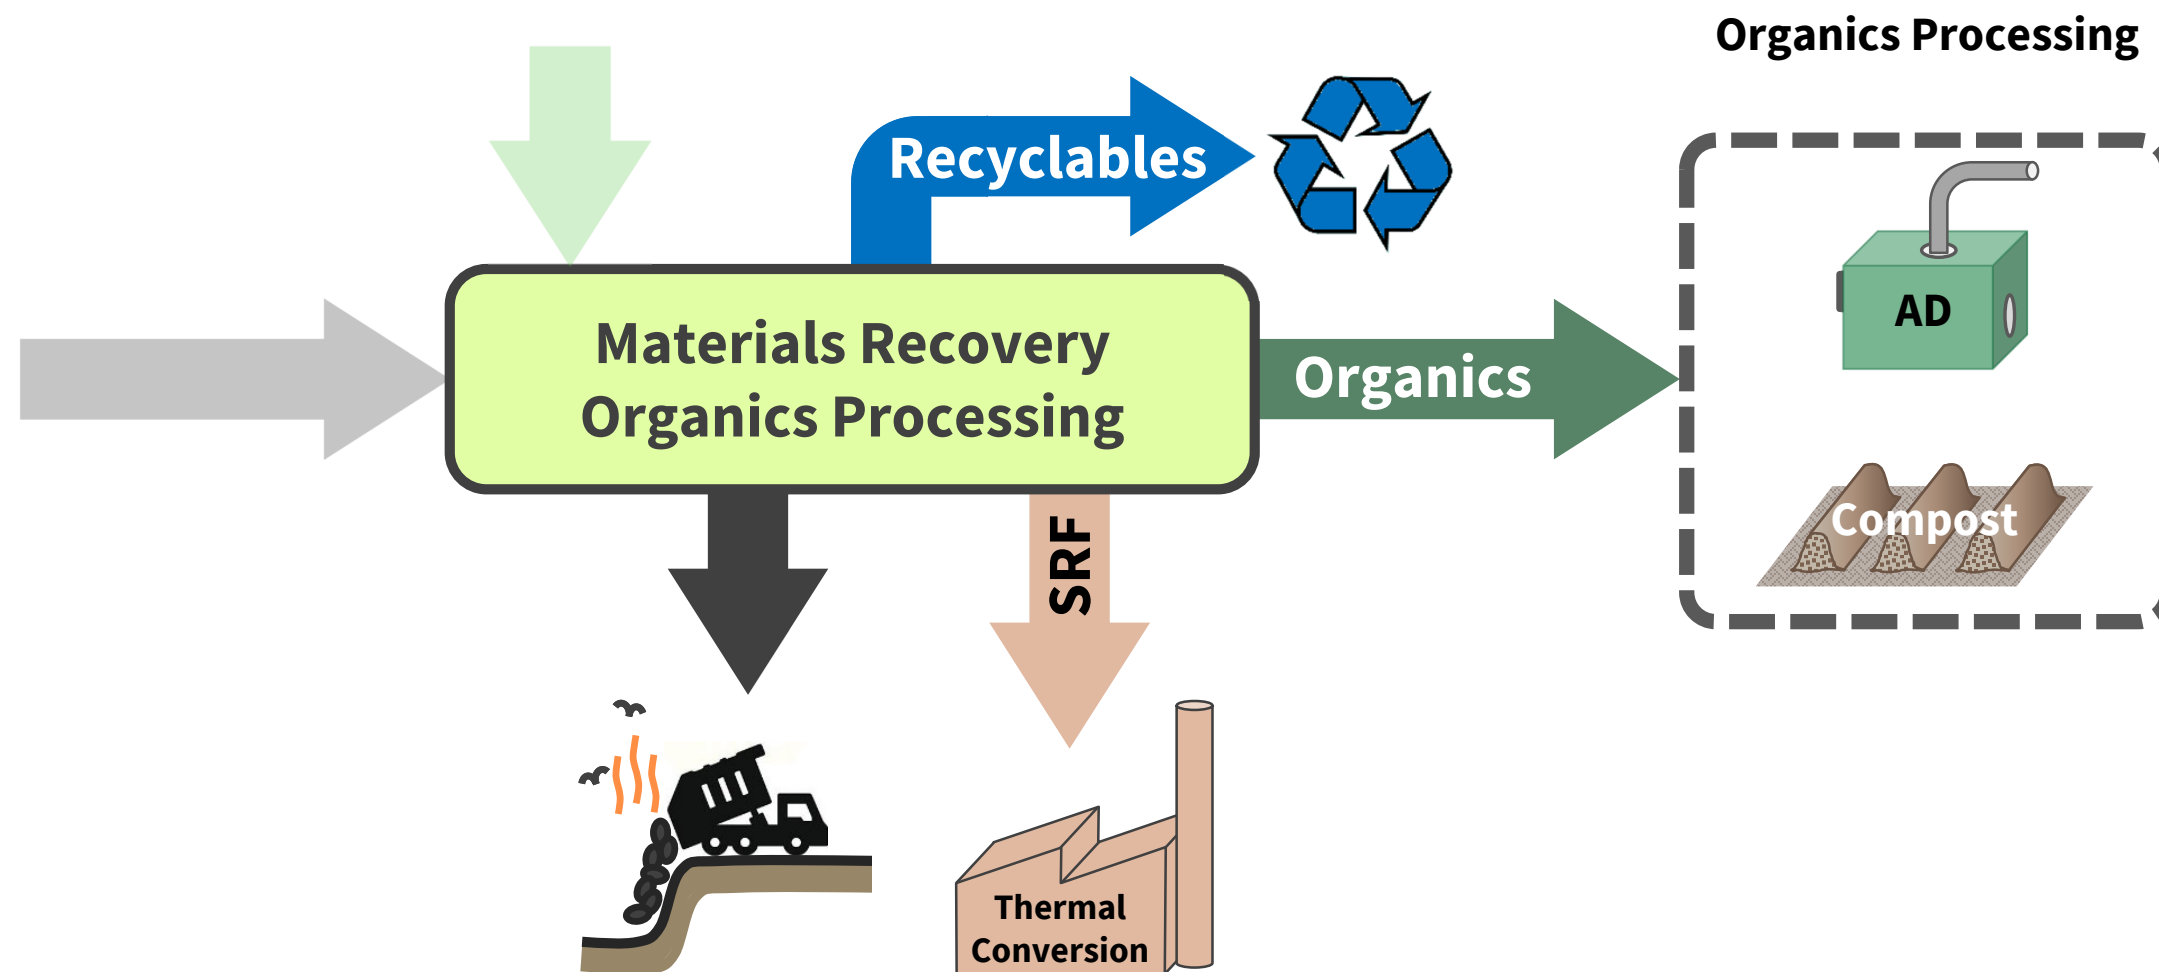 Organics Processing
Recyclables
Materials Recovery
Organics Processing
Organics
AD
Compost
SRF
Thermal
Conversion